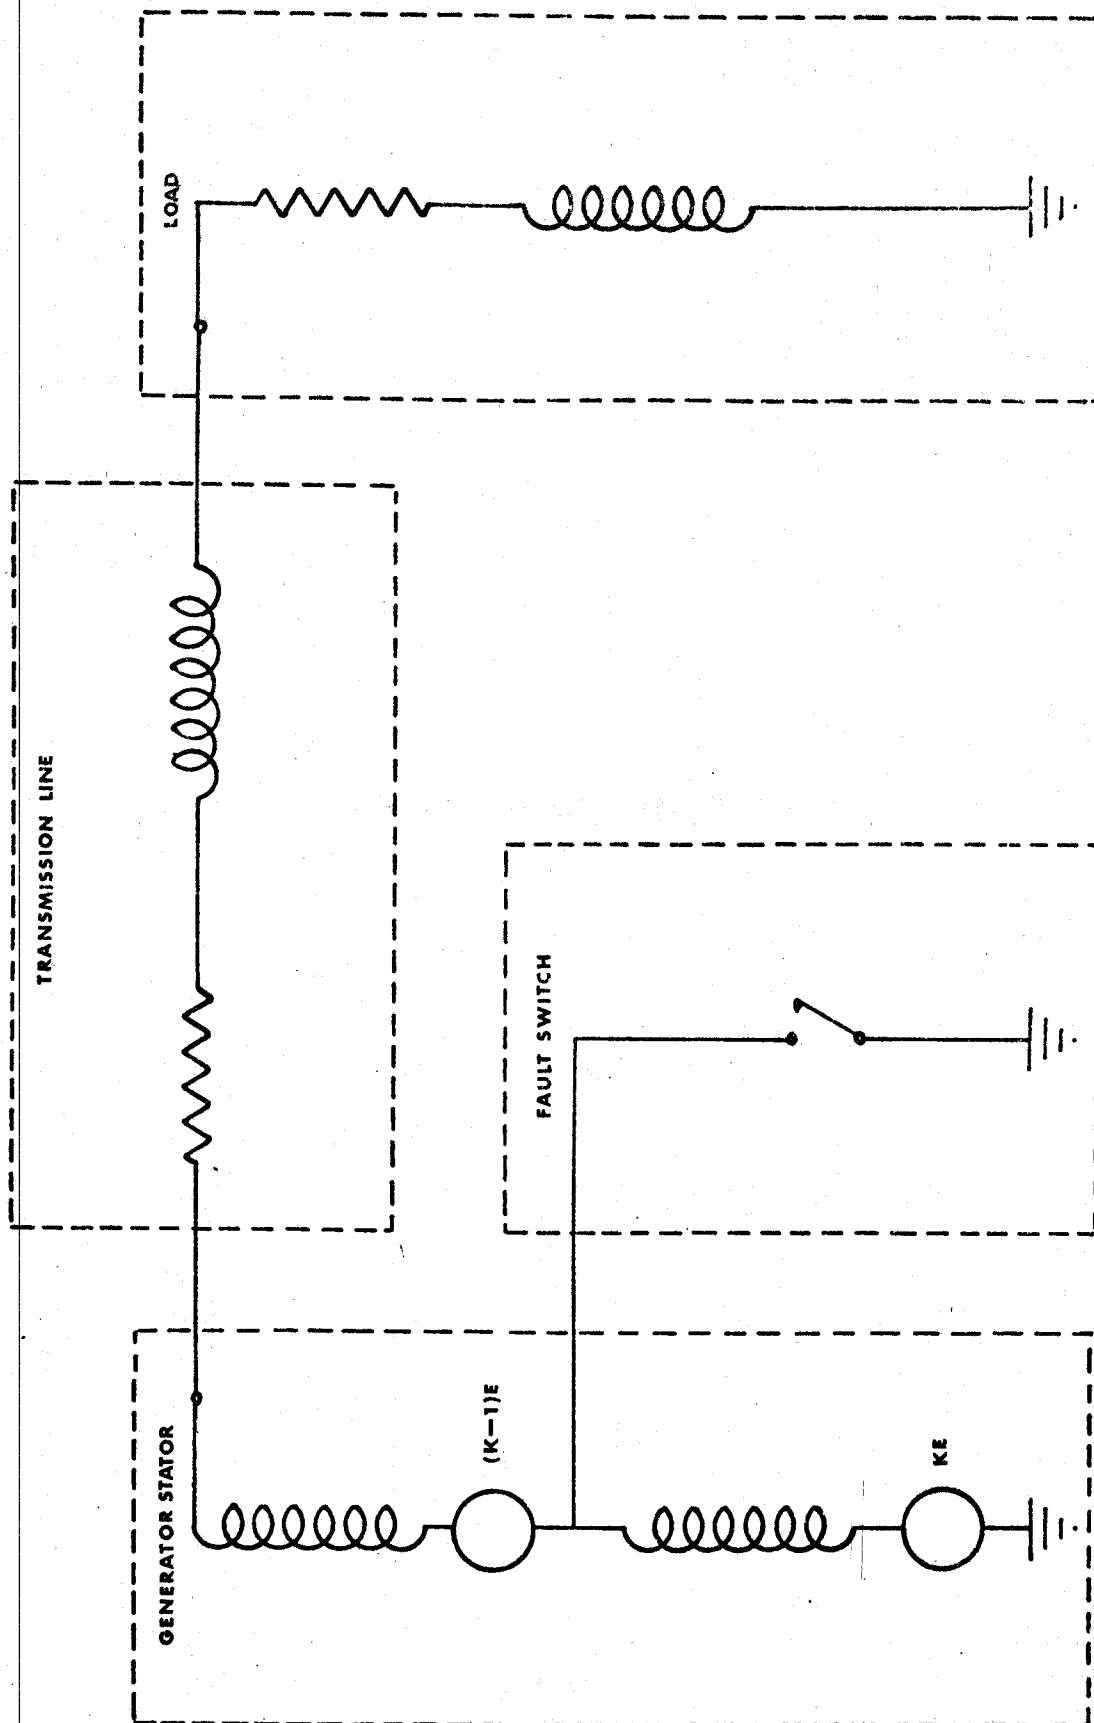 GENERATOR STATOR
(K-1)E
KE
TRANSMISSION LINE
FAULT SWITCH
LOAD